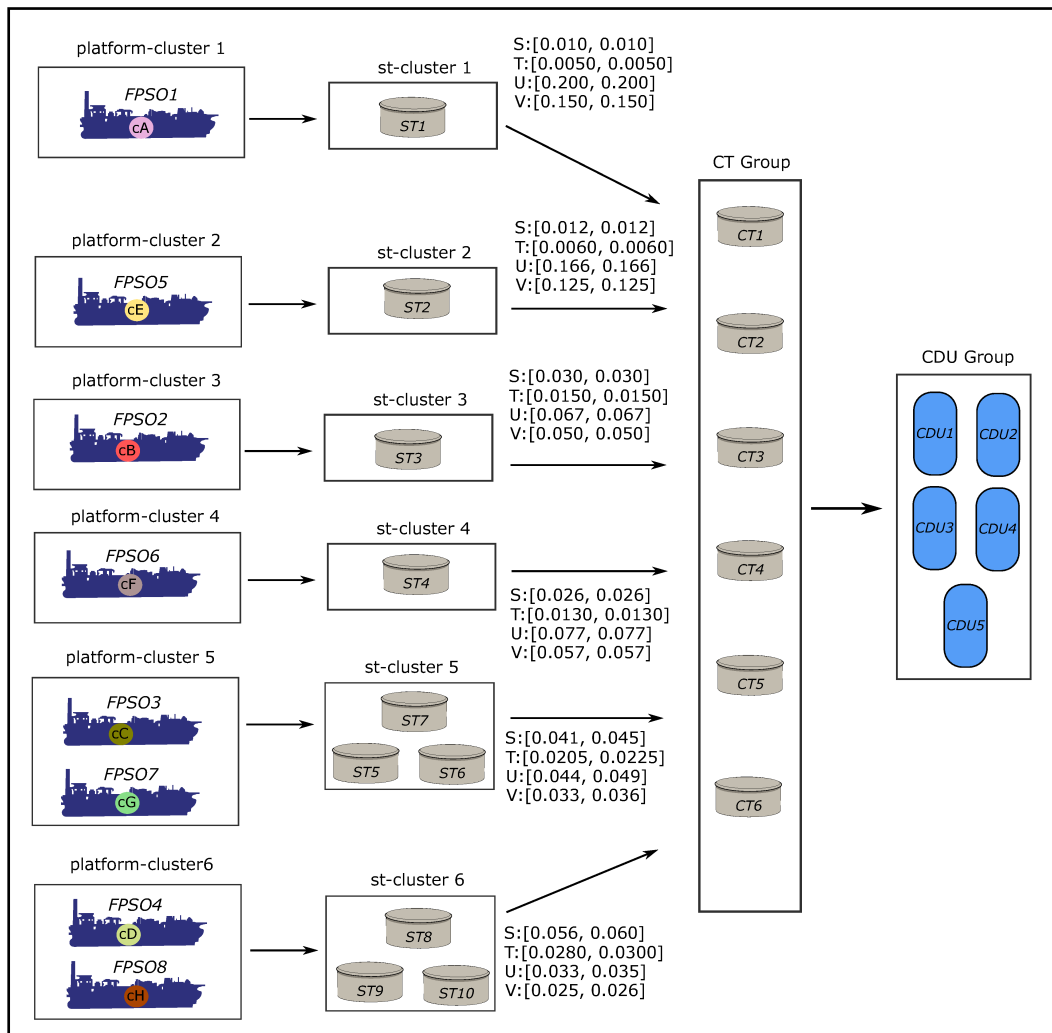 platform-cluster 1
FPSO1
cA
st-cluster 1
ST1
S:[0.010, 0.010]
T:[0.0050, 0.0050]
U:[0.200, 0.200]
V:[0.150, 0.150]
platform-cluster 2
FPSO5
cE
st-cluster 2
ST2
S:[0.012, 0.012]
T:[0.0060, 0.0060]
U:[0.166, 0.166]
V:[0.125, 0.125]
platform-cluster 3
FPSO2
cB
st-cluster 3
ST3
S:[0.030, 0.030]
T:[0.0150, 0.0150]
U:[0.067, 0.067]
V:[0.050, 0.050]
platform-cluster 4
FPSO6
cF
st-cluster 4
ST4
S:[0.026, 0.026]
T:[0.0130, 0.0130]
U:[0.077, 0.077]
V:[0.057, 0.057]
platform-cluster 5
FPSO3
cC
FPSO7
cG
st-cluster 5
ST7
ST5
ST6
S:[0.041, 0.045]
T:[0.0205, 0.0225]
U:[0.044, 0.049]
V:[0.033, 0.036]
platform-cluster6
FPSO4
cD
FPSO8
cH
st-cluster 6
ST8
ST9
ST10
S:[0.056, 0.060]
T:[0.0280, 0.0300]
U:[0.033, 0.035]
V:[0.025, 0.026]
CT Group
CT1
CT2
CT3
CT4
CT5
CT6
CDU Group
CDU1
CDU2
CDU3
CDU4
CDU5